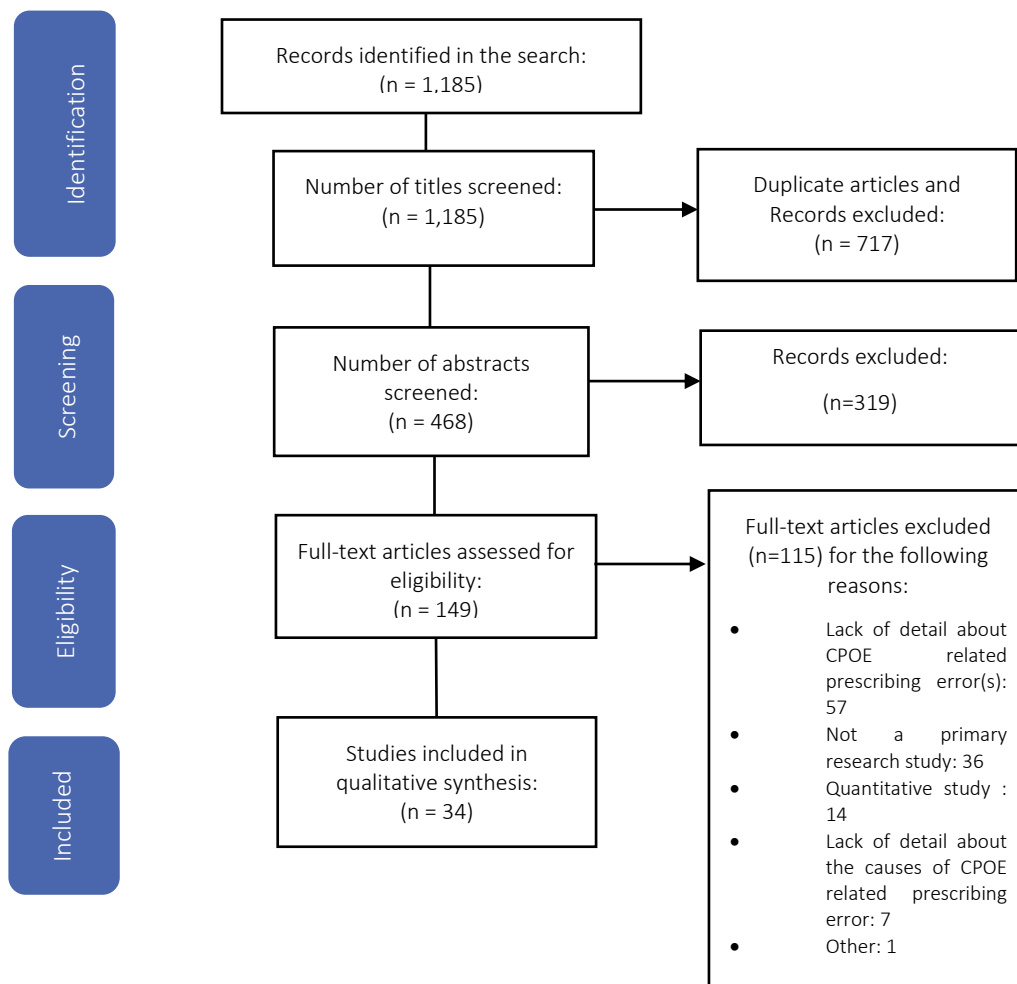 Identification
Records identified in the search:
(n = 1,185)
Number of titles screened:
(n = 1,185)
Duplicate articles and
Records excluded:
(n = 717)
Screening
Number of abstracts
screened:
(n = 468)
Records excluded:
(n=319)
Eligibility
Full-text articles assessed for
eligibility:
(n = 149)
Full-text articles excluded
(n=115) for the following
reasons:
• Lack of detail about
CPOE related
prescribing error(s):
57
• Not a primary
research study: 36
• Quantitative study :
14
• Lack of detail about
the causes of CPOE
related prescribing
error: 7
• Other: 1
Included
Studies included in
qualitative synthesis:
(n = 34)